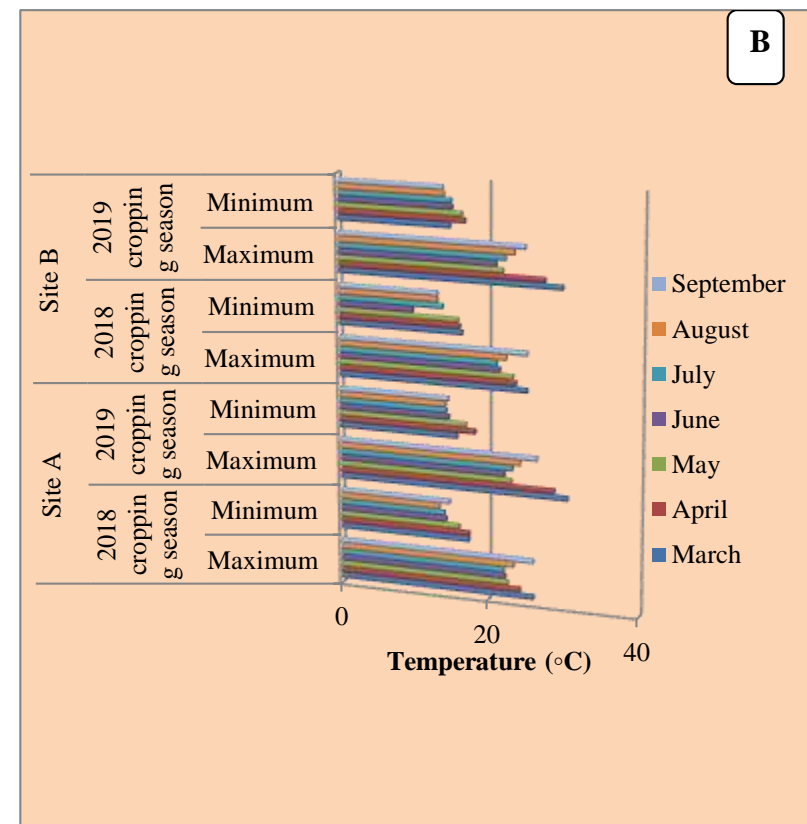 B
Site B
2019
croppin
g season
Minimum
Maximum
2018
croppin
g season
Minimum
Maximum
Site A
2019
croppin
g season
Minimum
Maximum
2018
croppin
g season
Minimum
Maximum
0
20
40
Temperature (◦C)
September
August
July
June
May
April
March